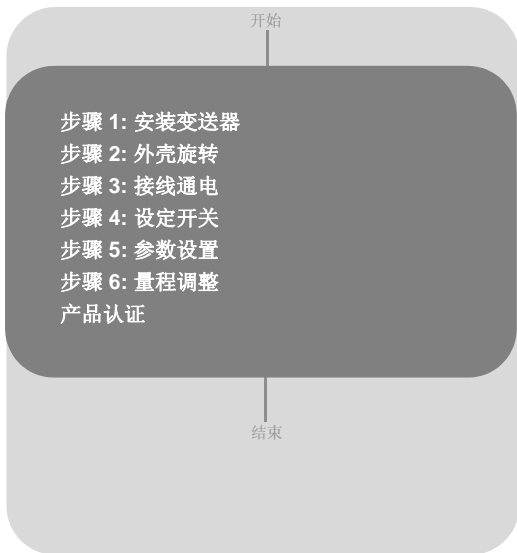 开始
步骤 1: 安装变送器
步骤 2: 外壳旋转
步骤 3: 接线通电
步骤 4: 设定开关
步骤 5: 参数设置
步骤 6: 量程调整
产品认证
结束